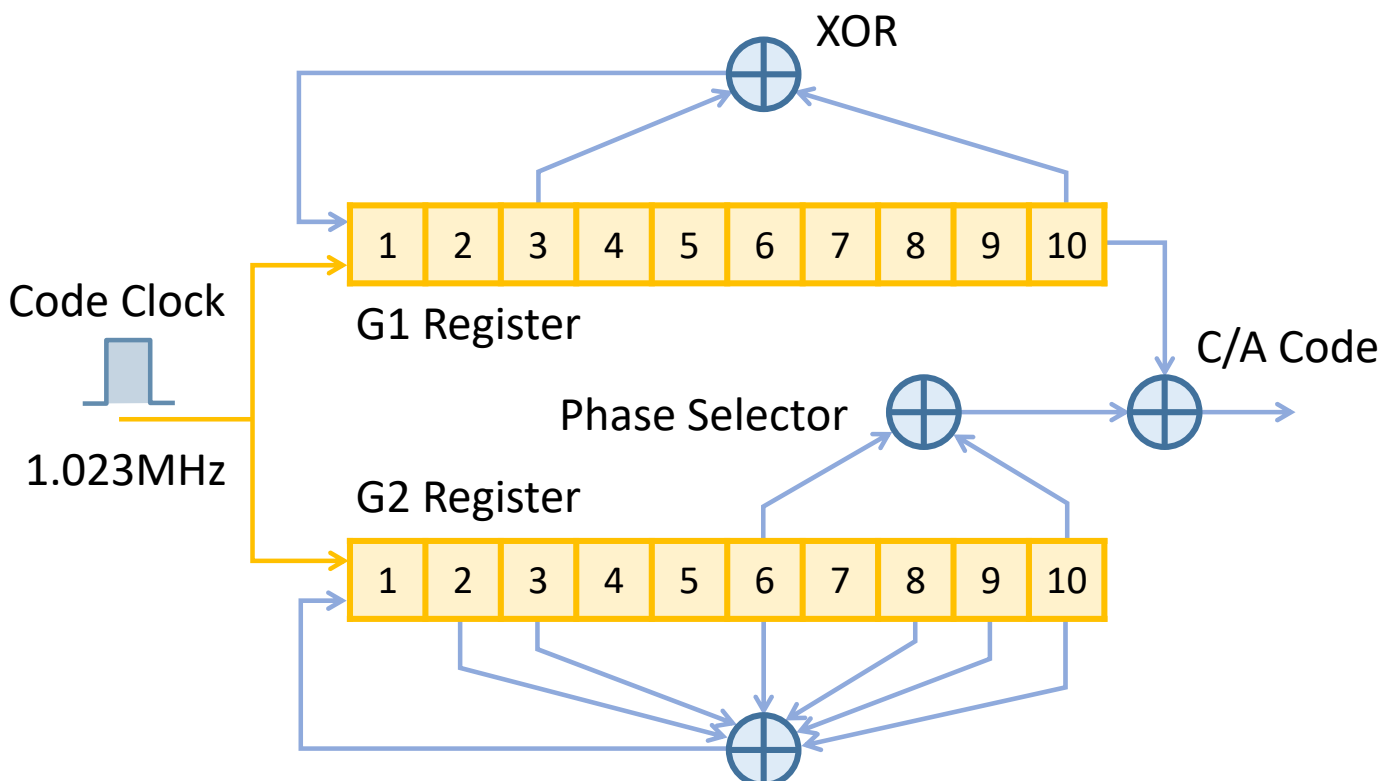 XOR
1 2 3 4 5 6 7 8 9 10
Code Clock
G1 Register
C/A Code
Phase Selector
1.023MHz
G2 Register
1 2 3 4 5 6 7 8 9 10